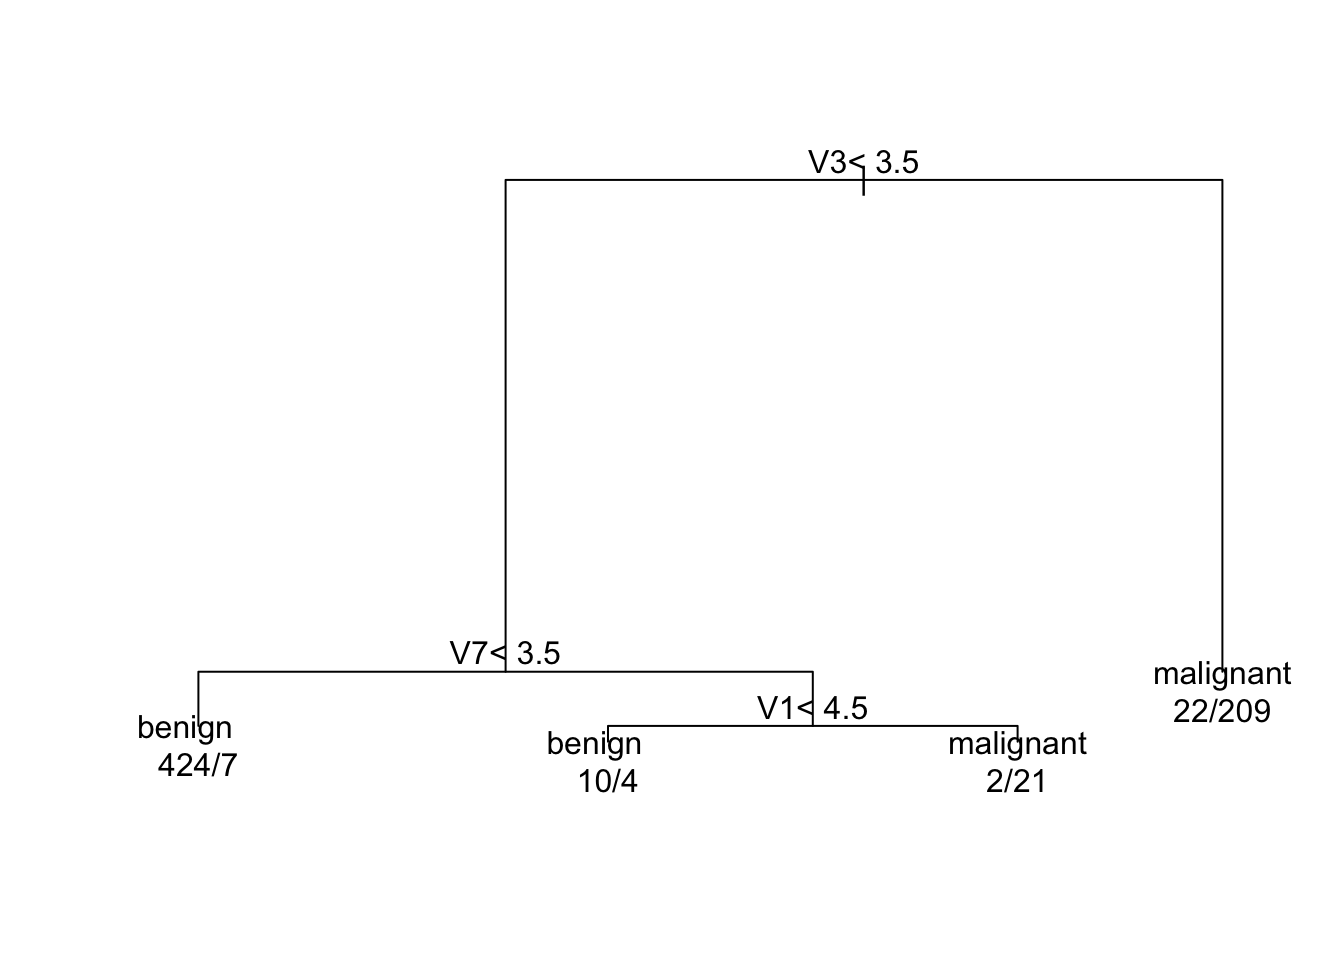 V3< 3.5
V7< 3.5
malignant
22/209
V1< 4.5
benign
424/7
benign
10/4
malignant
2/21